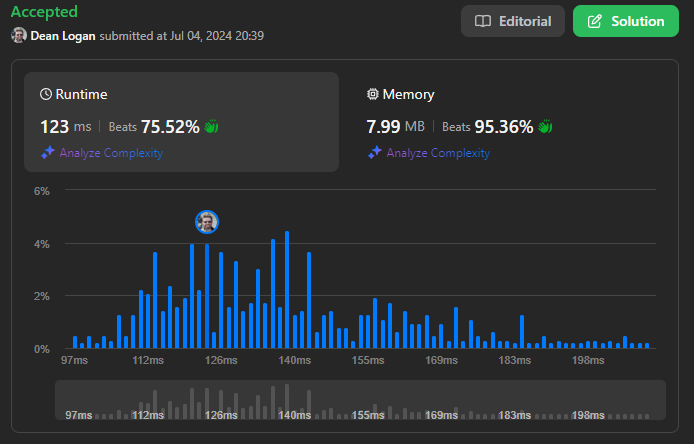 Accepted
Editorial
Solution
Dean Logan submitted at Jul 04, 2024 20:39
Runtime
Memory
123 ms | Beats 75.52%
7.99 MB | Beats 95.36%
Analyze Complexity
Analyze Complexity
6%
4%
2%
0%
97ms 112ms 126ms 140ms 155ms 169ms 183ms 198ms
97ms 112ms 126ms 140ms 155ms 169ms 183ms 198ms